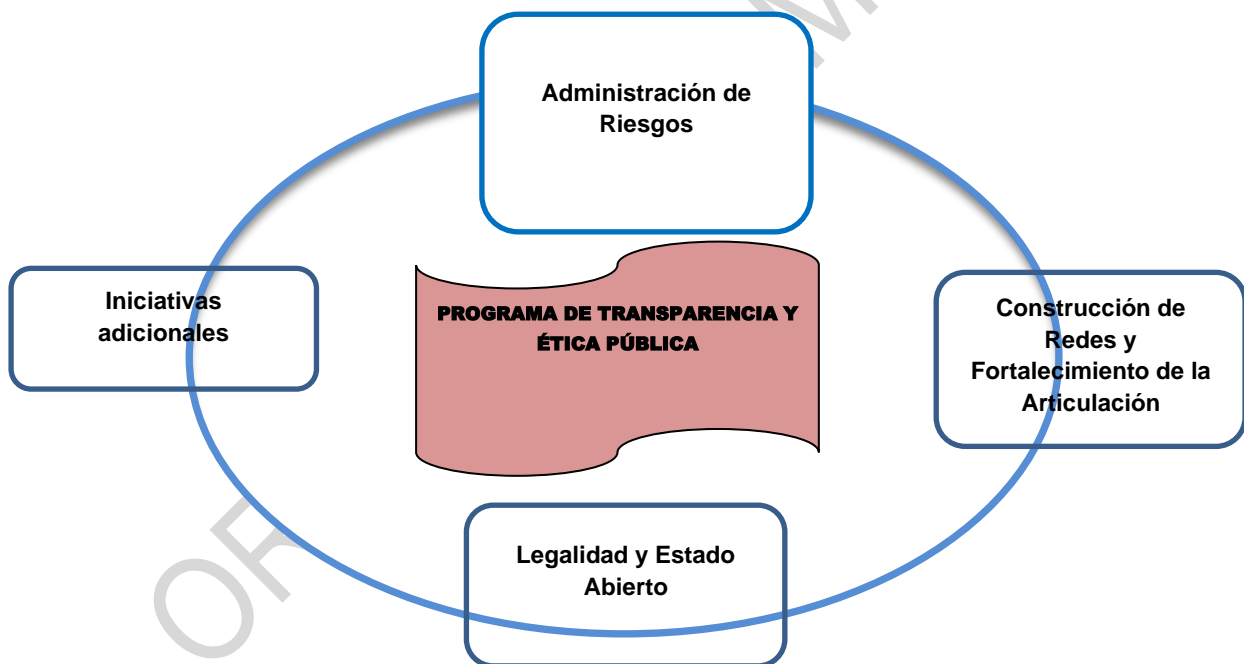 Administración de
Riesgos
Iniciativas
adicionales
PROGRAMA DE TRANSPARENCIA Y
ÉTICA PÚBLICA
Construcción de
Redes y
Fortalecimiento de la
Articulación
Legalidad y Estado
Abierto